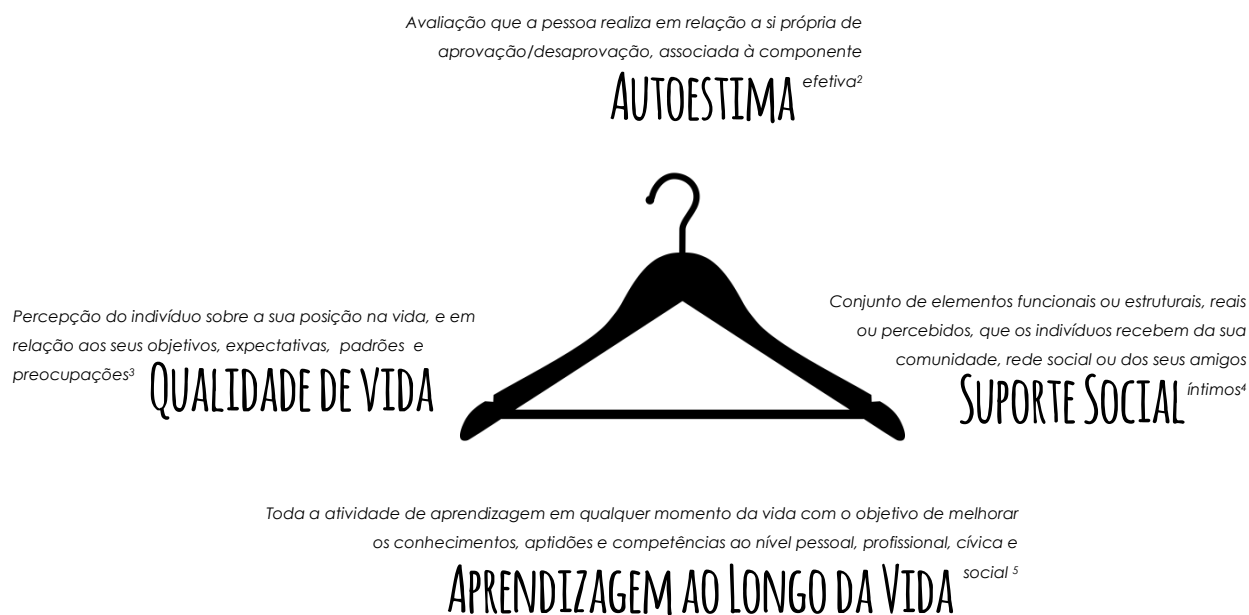 Avaliação que a pessoa realiza em relação a si própria de
aprovação/desaprovação, associada à componente
efetiva²
AUTOESTIMA
Percepção do indivíduo sobre a sua posição na vida, e em
relação aos seus objetivos, expectativas, padrões e
preocupações³
QUALIDADE DE VIDA
Conjunto de elementos funcionais ou estruturais, reais
ou percebidos, que os indivíduos recebem da sua
comunidade, rede social ou dos seus amigos
íntimos⁴
SUPORTE SOCIAL
Toda a atividade de aprendizagem em qualquer momento da vida com o objetivo de melhorar
os conhecimentos, aptidões e competências ao nível pessoal, profissional, cívica e
social ⁵
APRENDIZAGEM AO LONGO DA VIDA